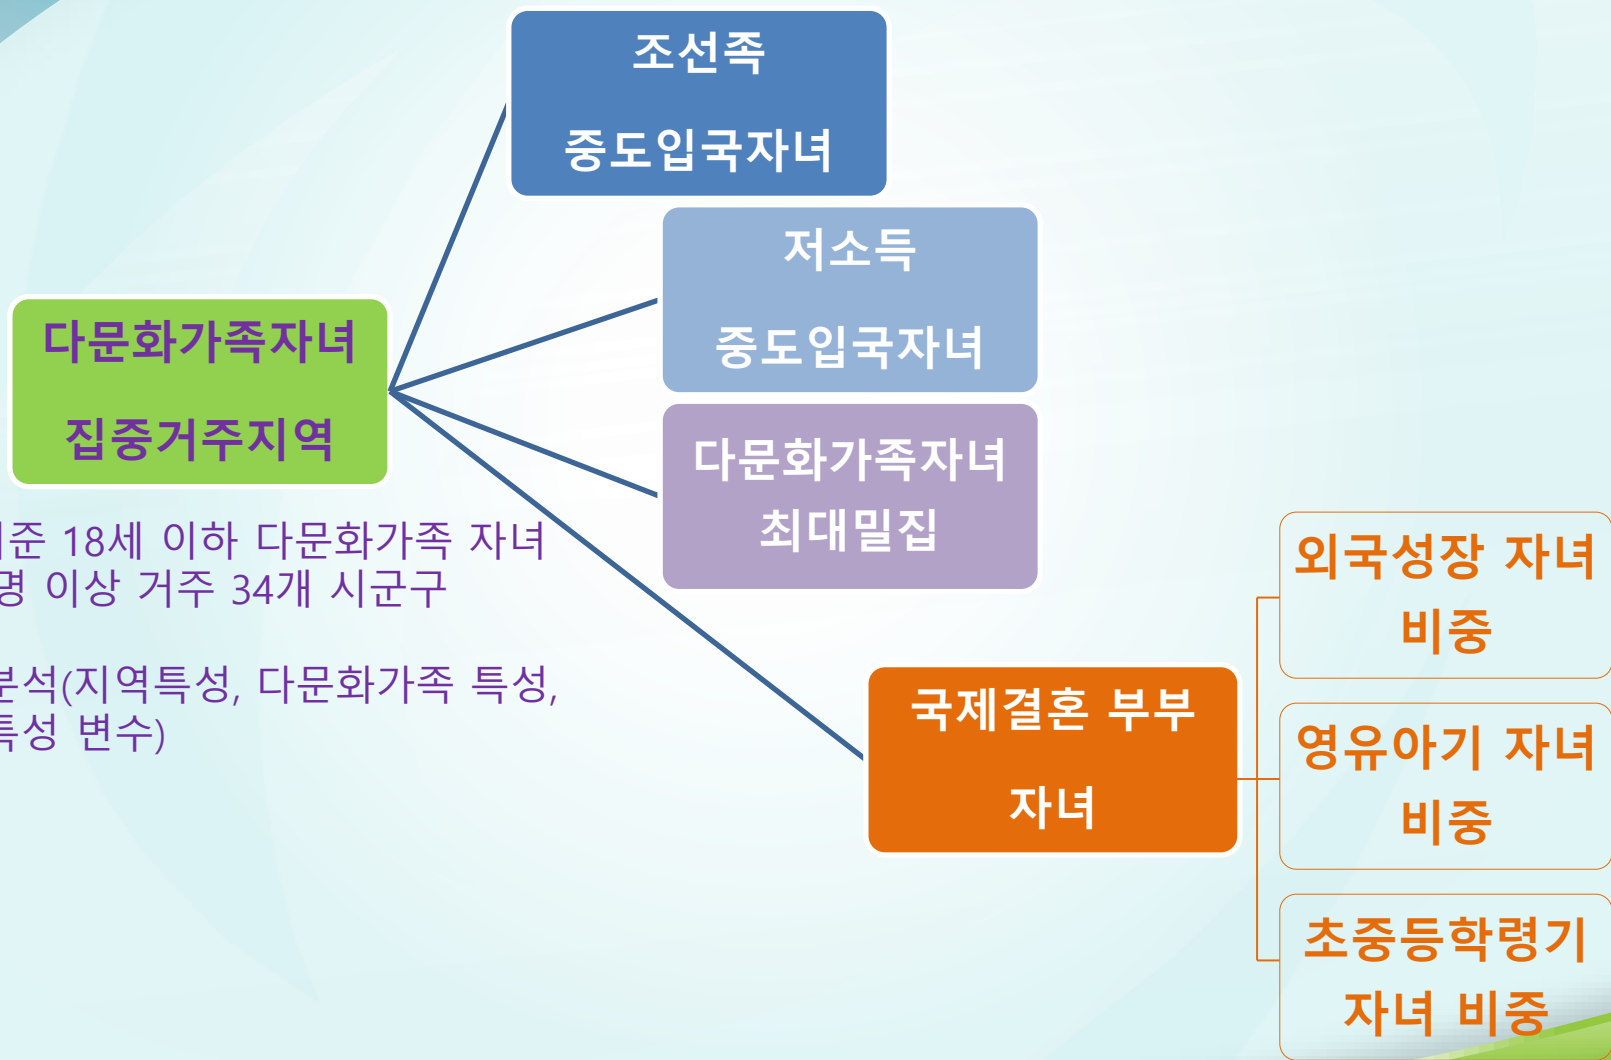 조선족
중도입국자녀
저소득
중도입국자녀
다문화가족자녀
집중거주지역
다문화가족자녀
최대밀집
18세 이하 다문화가족 자녀
명 이상 거주 34개 시군구
분석(지역특성, 다문화가족 특성,
특성 변수)
국제결혼 부부
자녀
외국성장 자녀
비중
영유아기 자녀
비중
초중등학령기
자녀 비중